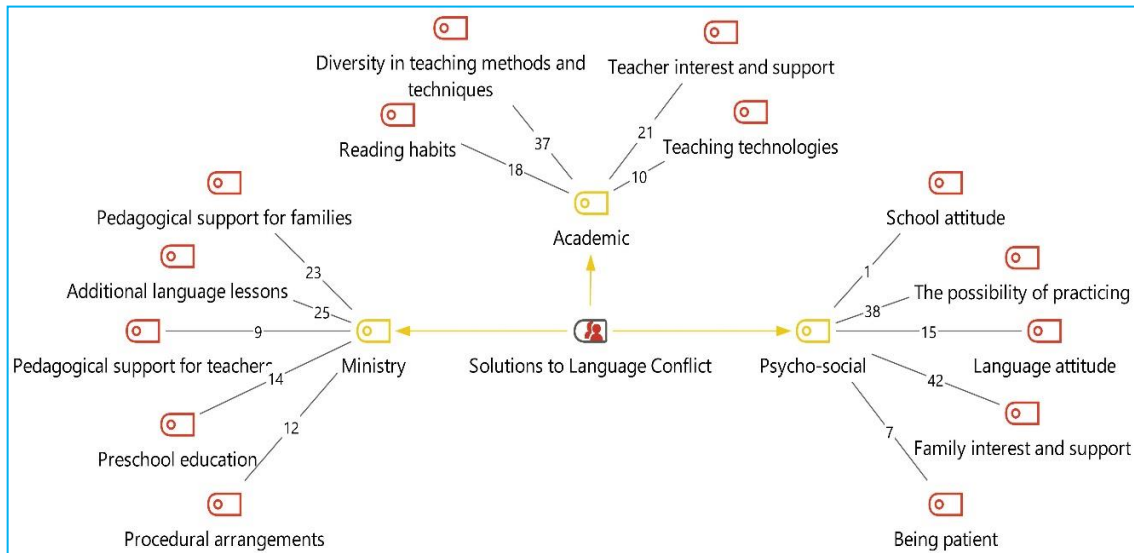 Diversity in teaching methods and
techniques
Teacher interest and support
Reading habits
Teaching technologies
37
21
18
10
Academic
Pedagogical support for families
School attitude
23
1
Additional language lessons
The possibility of practicing
25
38
9
15
Pedagogical support for teachers
Ministry
Solutions to Language Conflict
Psycho-social
Language attitude
14
42
12
7
Preschool education
Family interest and support
Procedural arrangements
Being patient